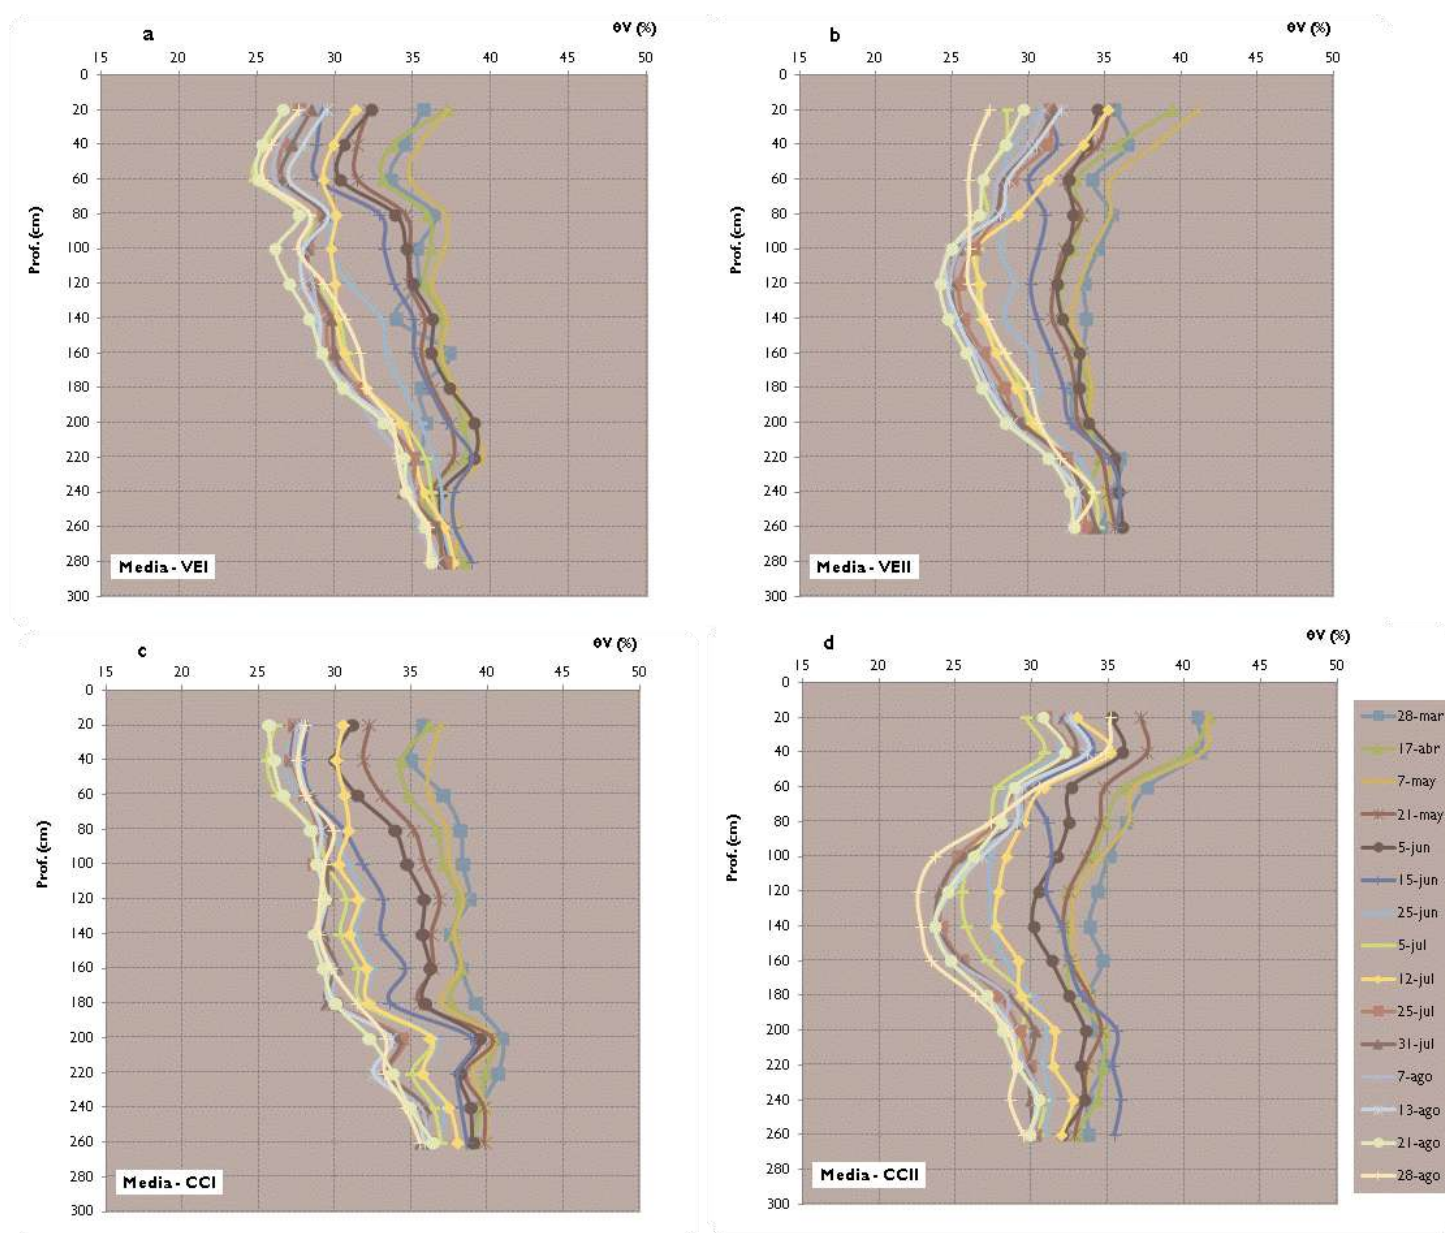 a
θV (%)
15 20 25 30 35 40 45 50
0
20
40
60
80
100
120
140
160
180
200
220
240
260
280
300
Prof. (cm)
Media - VEI
b
θV (%)
15 20 25 30 35 40 45 50
0
20
40
60
80
100
120
140
160
180
200
220
240
260
280
300
Prof. (cm)
Media - VEII
c
θV (%)
15 20 25 30 35 40 45 50
0
20
40
60
80
100
120
140
160
180
200
220
240
260
280
300
Prof. (cm)
Media - CCI
d
θV (%)
15 20 25 30 35 40 45 50
0
20
40
60
80
100
120
140
160
180
200
220
240
260
280
300
Prof. (cm)
Media - CCII
28-mar
17-abr
7-may
21-may
5-jun
15-jun
25-jun
5-jul
12-jul
25-jul
31-jul
7-ago
13-ago
21-ago
28-ago